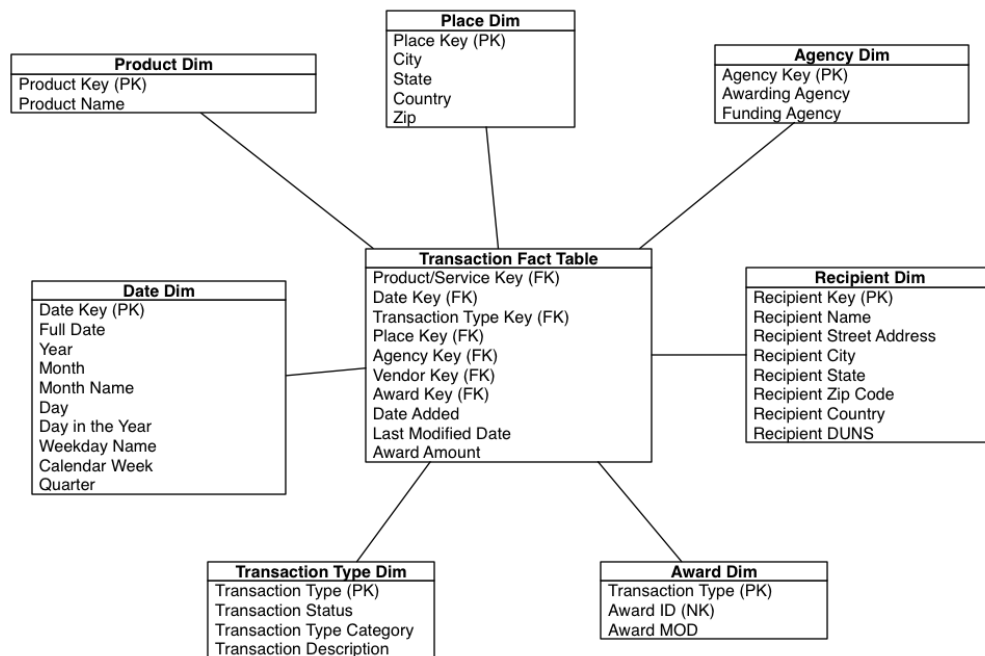 Place Dim
Place Key (PK)
City
State
Country
Zip
Product Dim
Product Key (PK)
Product Name
Agency Dim
Agency Key (PK)
Awarding Agency
Funding Agency
Transaction Fact Table
Product/Service Key (FK)
Date Key (FK)
Transaction Type Key (FK)
Place Key (FK)
Agency Key (FK)
Vendor Key (FK)
Award Key (FK)
Date Added
Last Modified Date
Award Amount
Date Dim
Date Key (PK)
Full Date
Year
Month
Month Name
Day
Day in the Year
Weekday Name
Calendar Week
Quarter
Recipient Dim
Recipient Key (PK)
Recipient Name
Recipient Street Address
Recipient City
Recipient State
Recipient Zip Code
Recipient Country
Recipient DUNS
Transaction Type Dim
Transaction Type (PK)
Transaction Status
Transaction Type Category
Transaction Description
Award Dim
Transaction Type (PK)
Award ID (NK)
Award MOD